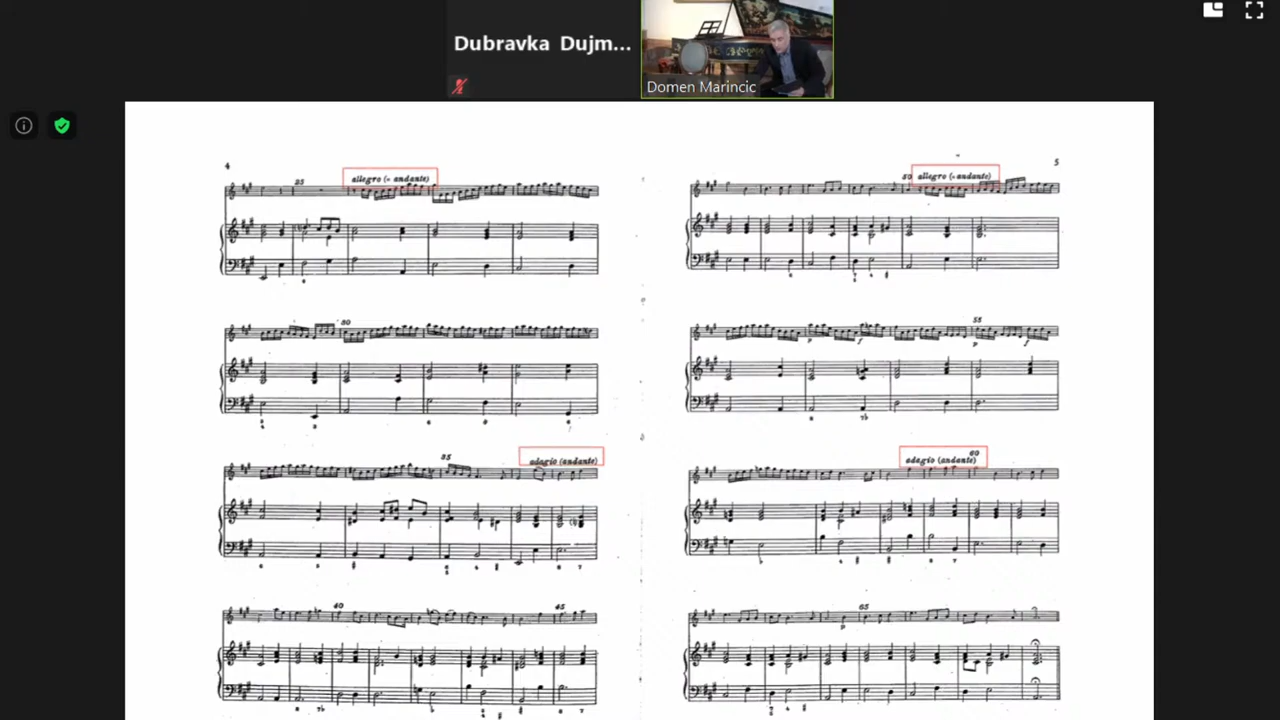 Dubravka Dujm...
Domen Marincic
4
25
allegro (= andante)
30
35
adagio (andante)
40
45
5
50
allegro (= andante)
p
f
55
p
f
60
adagio (andante)
65
p